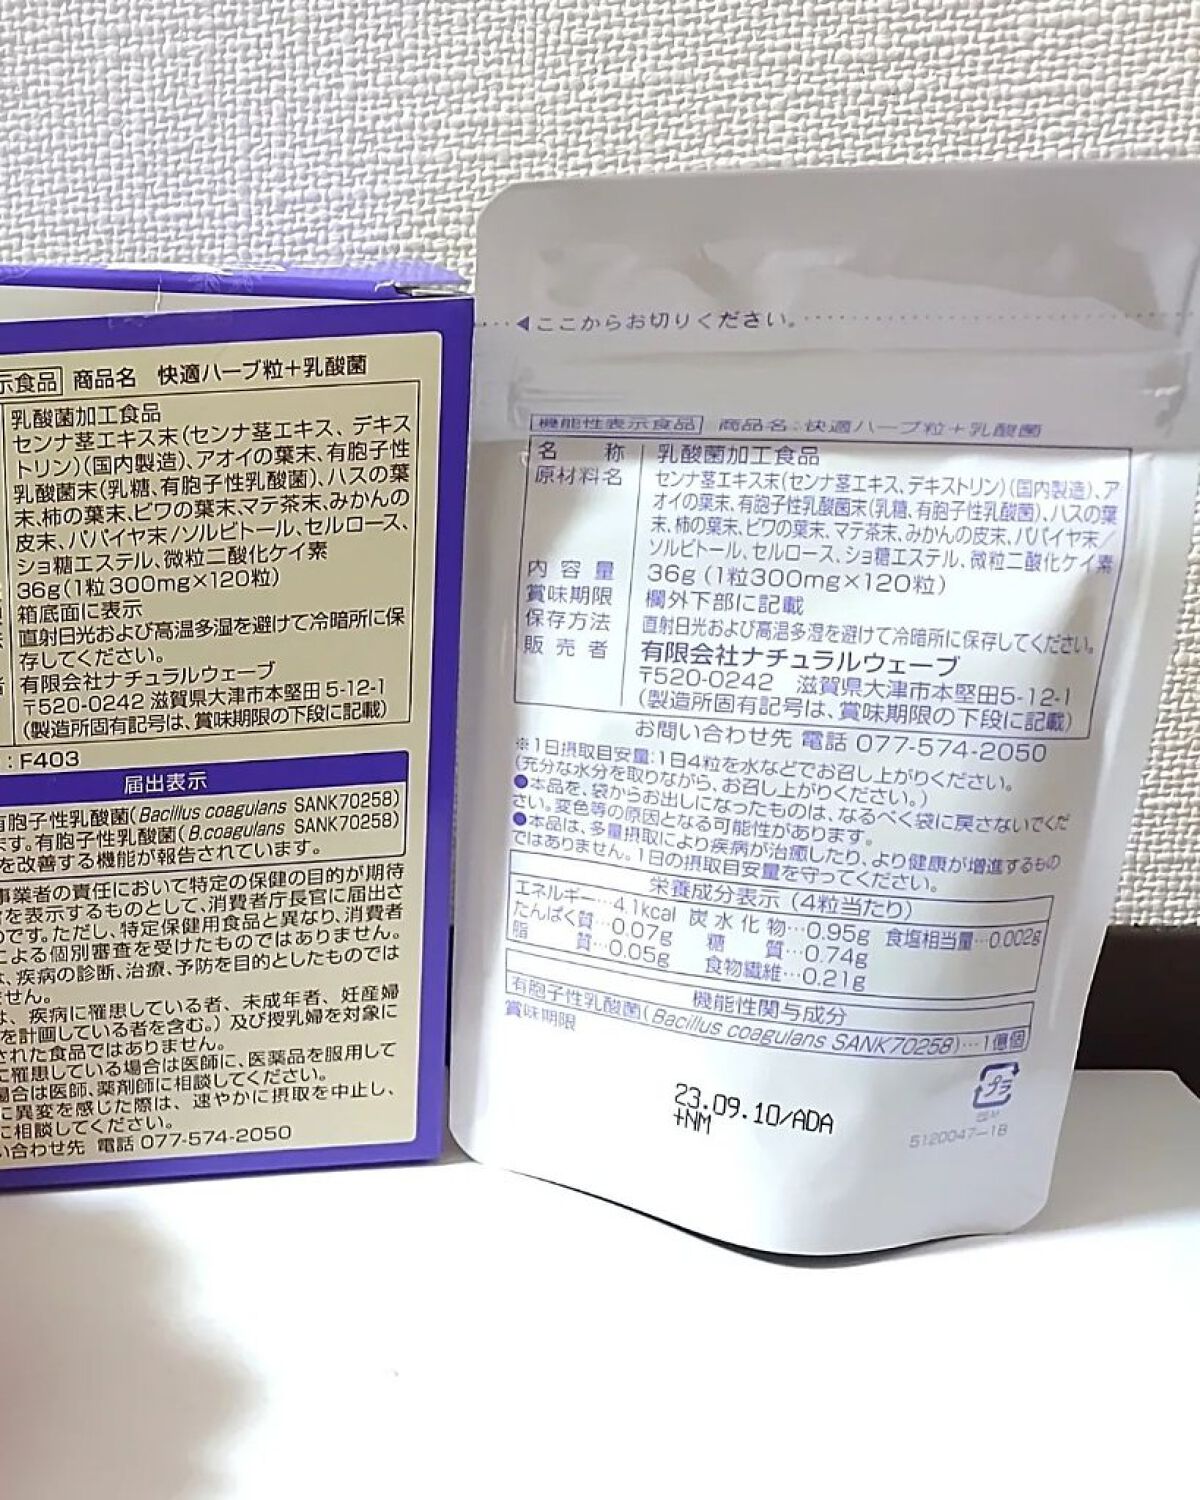 示食品 商品名 快適ハーブ粒＋乳酸菌
乳酸菌加工食品
センナ茎エキス末(センナ茎エキス、デキス
トリン)(国内製造)、アオイの葉末、有胞子性
乳酸菌末(乳糖、有胞子性乳酸菌)、ハスの葉
末、柿の葉末、ビワの葉末、マテ茶末、みかんの
皮末、パパイヤ末/ソルビトール、セルロース、
ショ糖エステル、微粒二酸化ケイ素
36g(1粒300mg×120粒)
箱底面に表示
直射日光および高温多湿を避けて冷暗所に保
存してください。
有限会社ナチュラルウェーブ
〒520-0242 滋賀県大津市本堅田5-12-1
(製造所固有記号は、賞味期限の下段に記載)
:F403
届出表示
有胞子性乳酸菌(Bacillus coagulans SANK70258)
ます。有胞子性乳酸菌(B.coagulans SANK70258)
を改善する機能が報告されています。
事業者の責任において特定の保健の目的が期待
を表示するものとして、消費者庁長官に届出さ
のです。ただし、特定保健用食品と異なり、消費者
による個別審査を受けたものではありません。
は、疾病の診断、治療、予防を目的としたものでは
ません。
は、疾病に罹患している者、未成年者、妊産婦
を計画している者を含む。)及び授乳婦を対象に
された食品ではありません。
に罹患している場合は医師に、医薬品を服用して
場合は医師、薬剤師に相談してください。
に異変を感じた際は、速やかに摂取を中止し、
に相談してください。
い合わせ先 電話 077-574-2050
◀ここからお切りください。
機能性表示食品 商品名:快適ハーブ粒＋乳酸菌
名称 乳酸菌加工食品
原材料名 センナ茎エキス末(センナ茎エキス、デキストリン)(国内製造)、ア
オイの葉末、有胞子性乳酸菌末(乳糖、有胞子性乳酸菌)、ハスの葉
末、柿の葉末、ビワの葉末、マテ茶末、みかんの皮末、パパイヤ末/
ソルビトール、セルロース、ショ糖エステル、微粒二酸化ケイ素
内容量 36g(1粒300mg×120粒)
賞味期限 欄外下部に記載
保存方法 直射日光および高温多湿を避けて冷暗所に保存してください。
販売者 有限会社ナチュラルウェーブ
〒520-0242 滋賀県大津市本堅田5-12-1
(製造所固有記号は、賞味期限の下段に記載)
お問い合わせ先 電話 077-574-2050
※1日摂取目安量:1日4粒を水などでお召し上がりください。
(充分な水分を取りながら、お召し上がりください。)
●本品を、袋からお出しになったものは、なるべく袋に戻さないでくだ
さい。変色等の原因となる可能性があります。
●本品は、多量摂取により疾病が治癒したり、より健康が増進するもの
ではありません。1日の摂取目安量を守ってください。
栄養成分表示(4粒当たり)
エネルギー…4.1kcal 炭水化物…0.95g 食塩相当量…0.002g
たんぱく質…0.07g 糖質…0.74g
脂質…0.05g 食物繊維…0.21g
機能性関与成分
有胞子性乳酸菌(Bacillus coagulans SANK70258)…1億個
賞味期限
23.09.10/ADA
+NM
プラ
5120047-1B